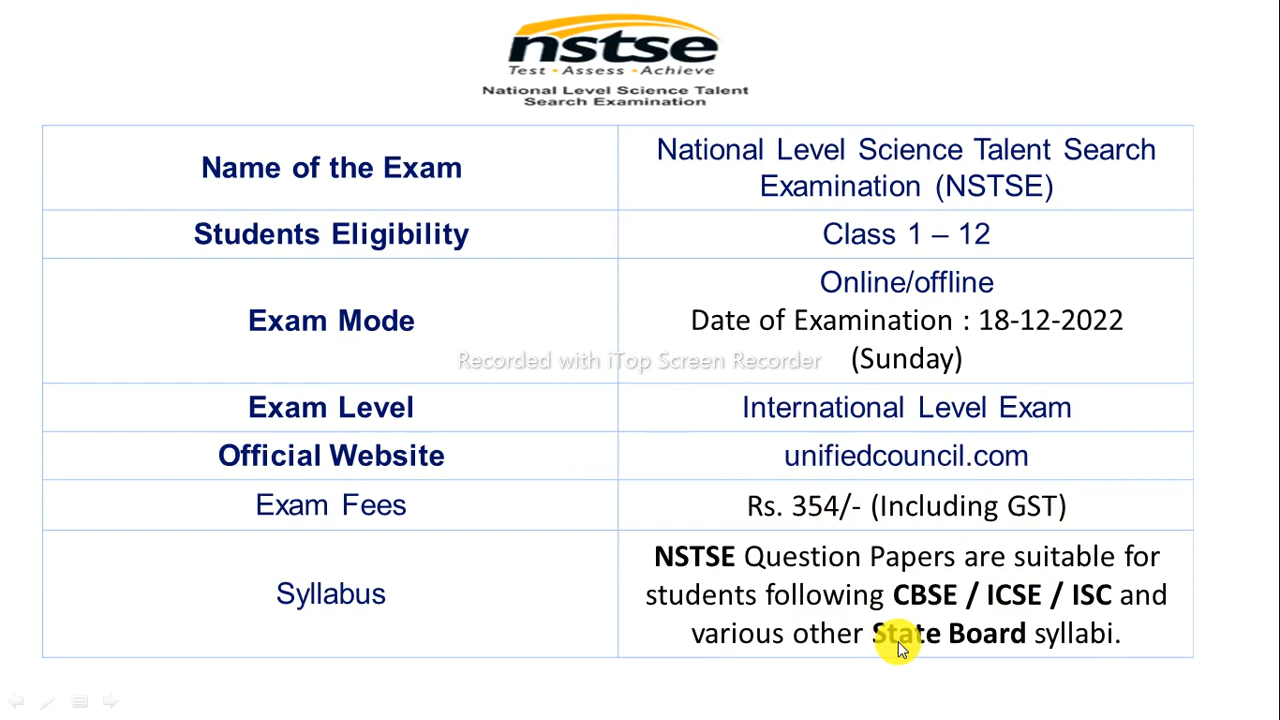 nstse
Test • Assess • Achieve
National Level Science Talent
Search Examination
Name of the Exam
National Level Science Talent Search
Examination (NSTSE)
Students Eligibility
Class 1 – 12
Exam Mode
Online/offline
Date of Examination : 18-12-2022
(Sunday)
Recorded with iTop Screen Recorder
Exam Level
International Level Exam
Official Website
unifiedcouncil.com
Exam Fees
Rs. 354/- (Including GST)
Syllabus
NSTSE Question Papers are suitable for
students following CBSE / ICSE / ISC and
various other State Board syllabi.